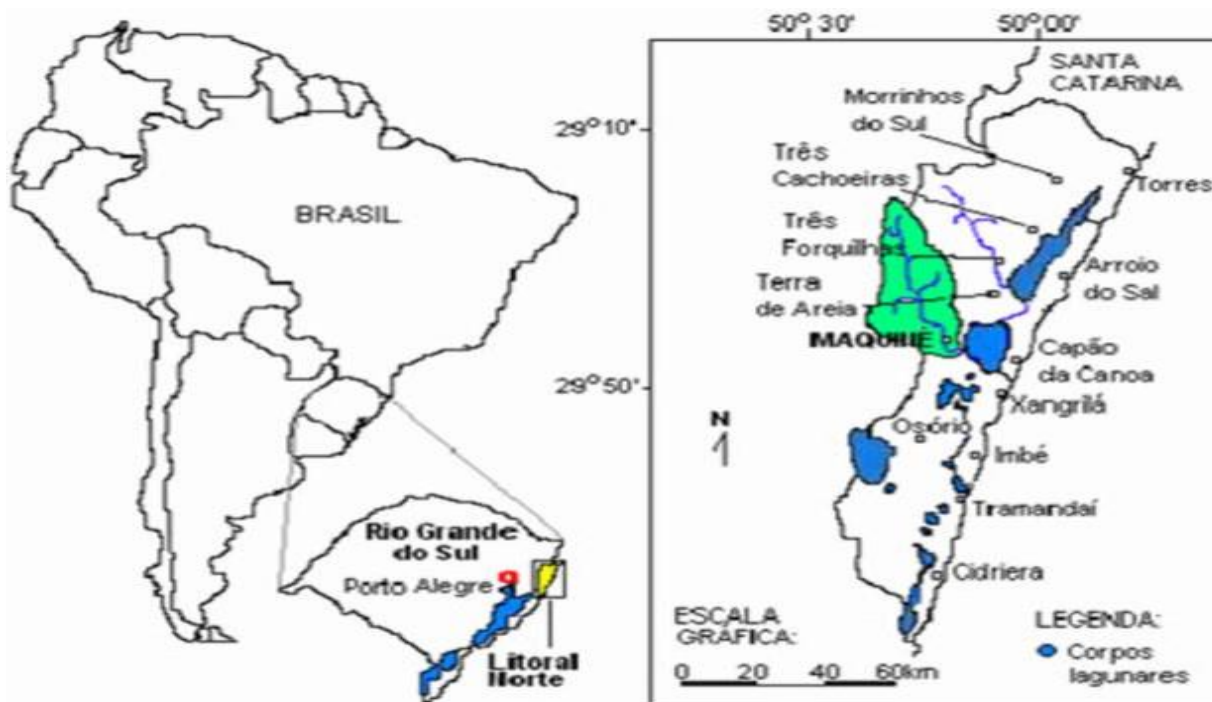 BRASIL
Rio Grande
do Sul
Porto Alegre
Litoral
Norte
50° 30'
50° 00'
29° 10'
29° 50'
SANTA
CATARINA
Morrinhos
do Sul
Três
Cachoeiras
Torres
Três
Forquilhas
Arroio
do Sal
Terra
de Areia
MAQUINÉ
Capão
da Canoa
Xangrilá
N
Osório
Imbé
Tramandaí
Cidriera
ESCALA
GRÁFICA:
0 20 40 60km
LEGENDA:
Corpos
lagunares